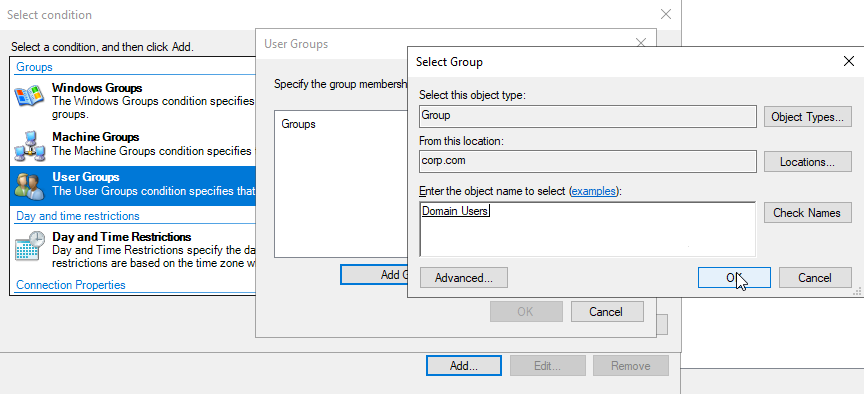 Select condition
Select a condition, and then click Add.
Groups
Windows Groups
The Windows Groups condition specifies
groups.
Machine Groups
The Machine Groups condition specifies
User Groups
The User Groups condition specifies that
Day and time restrictions
Day and Time Restrictions
Day and Time Restrictions specify the da
restrictions are based on the time zone w
Connection Properties
Add...
Edit...
Remove
User Groups
Specify the group membersh
Groups
Add G
OK
Cancel
Select Group
Select this object type:
Group
Object Types...
From this location:
corp.com
Locations...
Enter the object name to select (examples):
Domain Users
Check Names
Advanced...
OK
Cancel